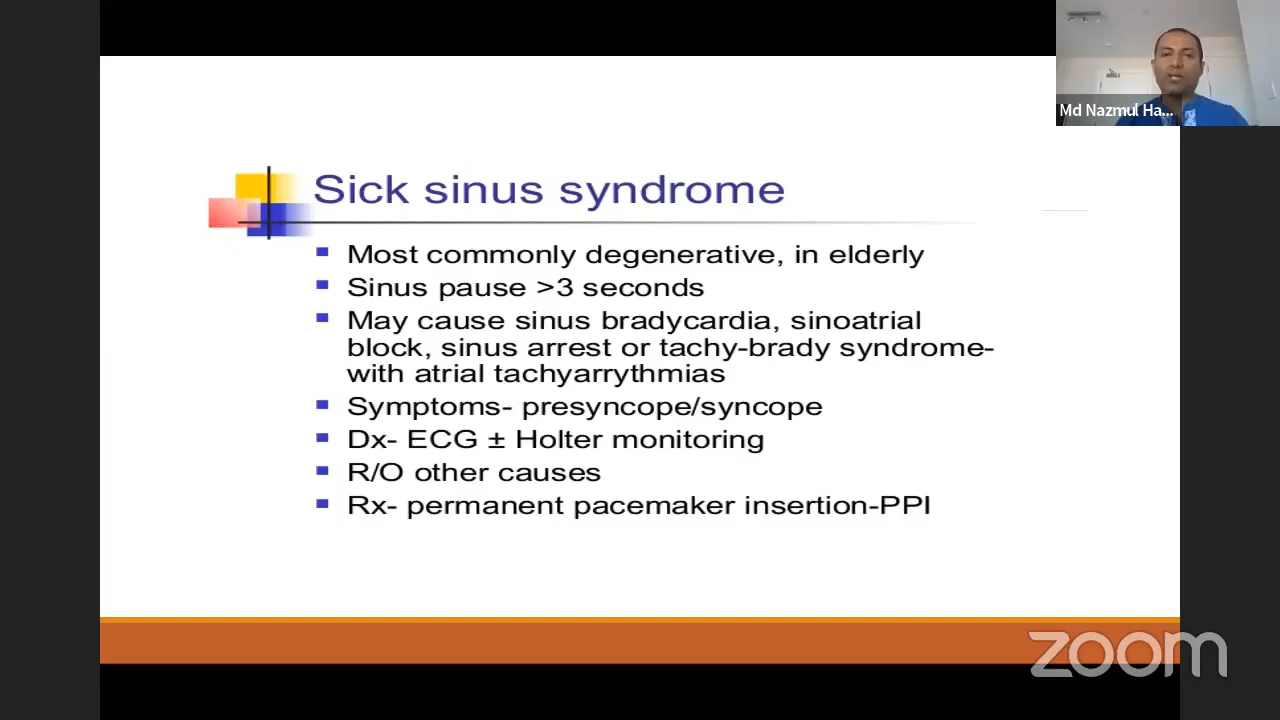 Md Nazmul Ha...
Sick sinus syndrome
Most commonly degenerative, in elderly
Sinus pause >3 seconds
May cause sinus bradycardia, sinoatrial
block, sinus arrest or tachy-brady syndrome-
with atrial tachyarrythmias
Symptoms- presyncope/syncope
Dx- ECG ± Holter monitoring
R/O other causes
Rx- permanent pacemaker insertion-PPI
zoom